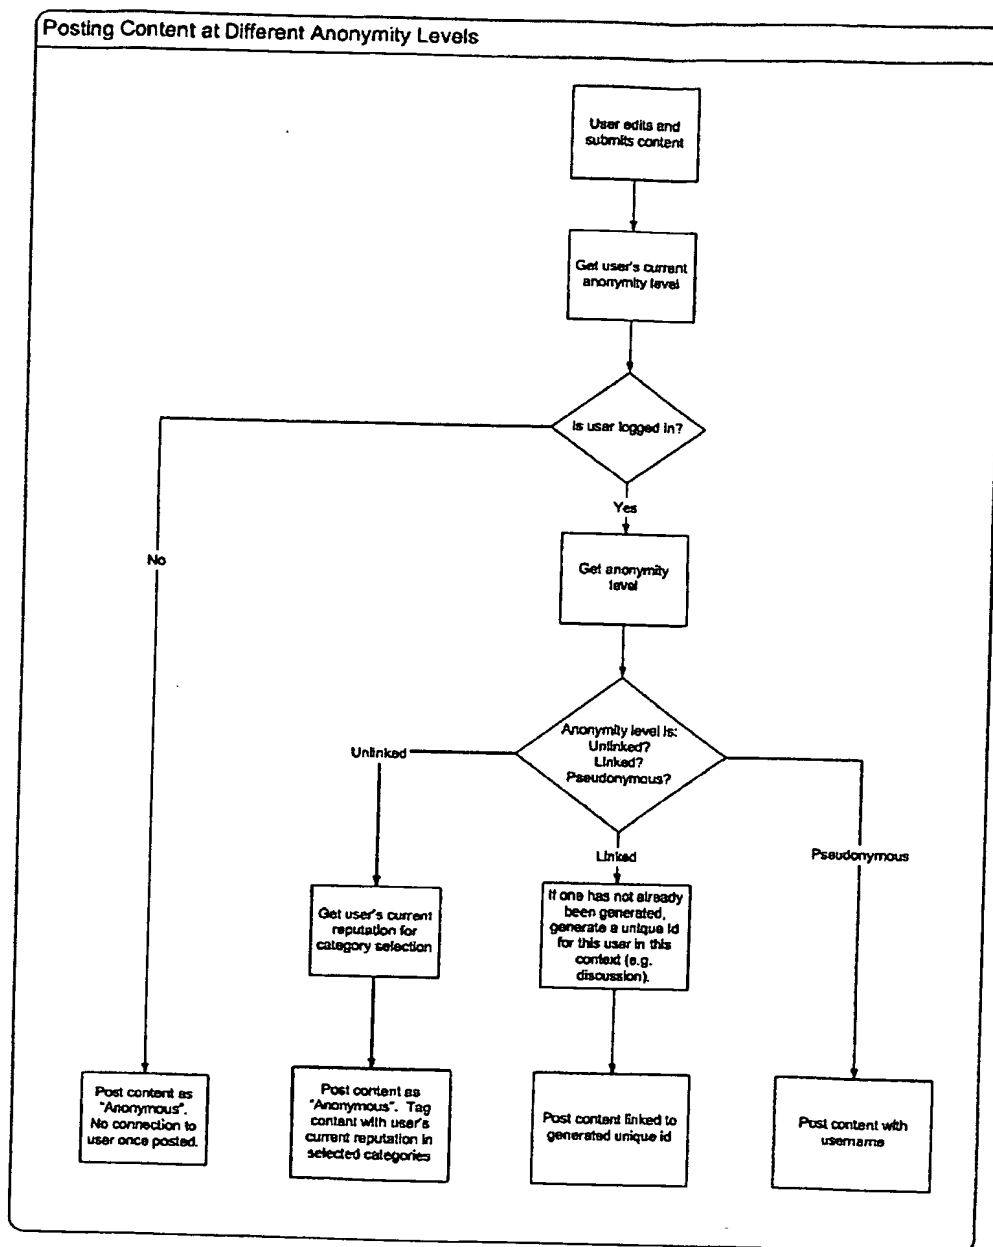 Posting Content at Different Anonymity Levels
User edits and
submits content
Get user's current
anonymity level
Is user logged in?
Yes
No
Get anonymity
level
Anonymity level is:
Unlinked?
Linked?
Pseudonymous?
Unlinked
Linked
Pseudonymous
Get user's current
reputation for
category selection
If one has not already
been generated,
generate a unique id
for this user in this
context (e.g.
discussion).
Post content as
"Anonymous".
No connection to
user once posted.
Post content as
"Anonymous". Tag
content with user's
current reputation in
selected categories
Post content linked to
generated unique id
Post content with
username